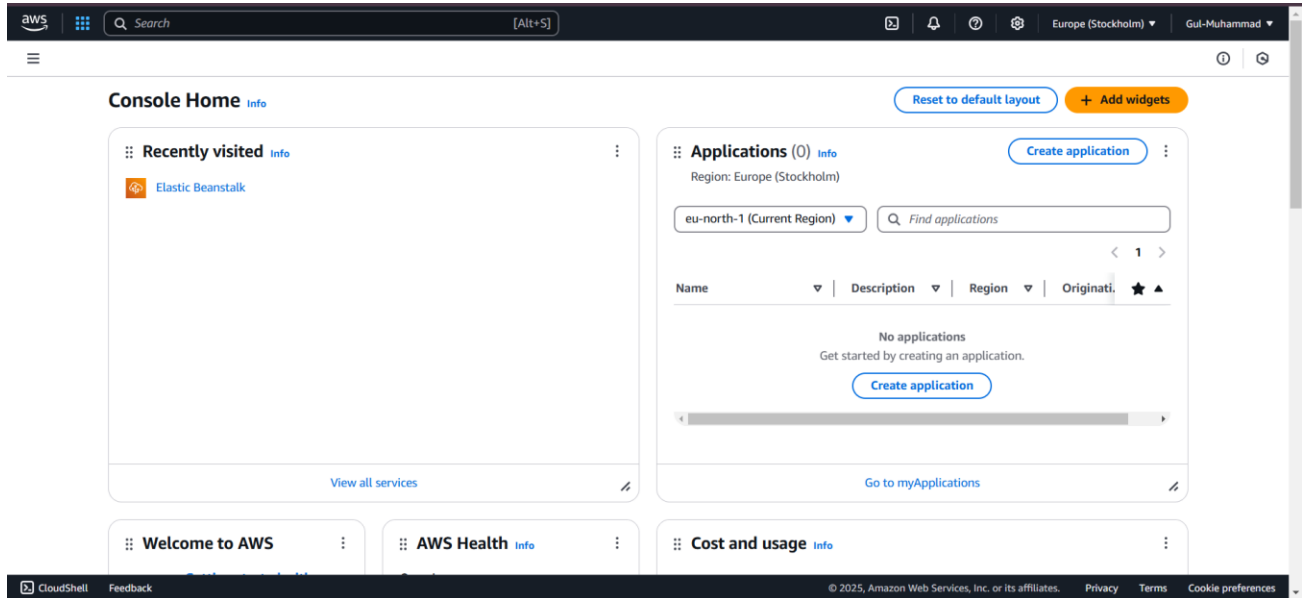 aws Search [Alt+S] Europe (Stockholm) Gul-Muhammad
Console Home Info Reset to default layout + Add widgets
Recently visited Info
Elastic Beanstalk
View all services
Applications (0) Info Create application
Region: Europe (Stockholm)
eu-north-1 (Current Region) Find applications
1
Name Description Region Originati.
No applications
Get started by creating an application.
Create application
Go to myApplications
Welcome to AWS
AWS Health Info
Cost and usage Info
CloudShell Feedback © 2025, Amazon Web Services, Inc. or its affiliates. Privacy Terms Cookie preferences